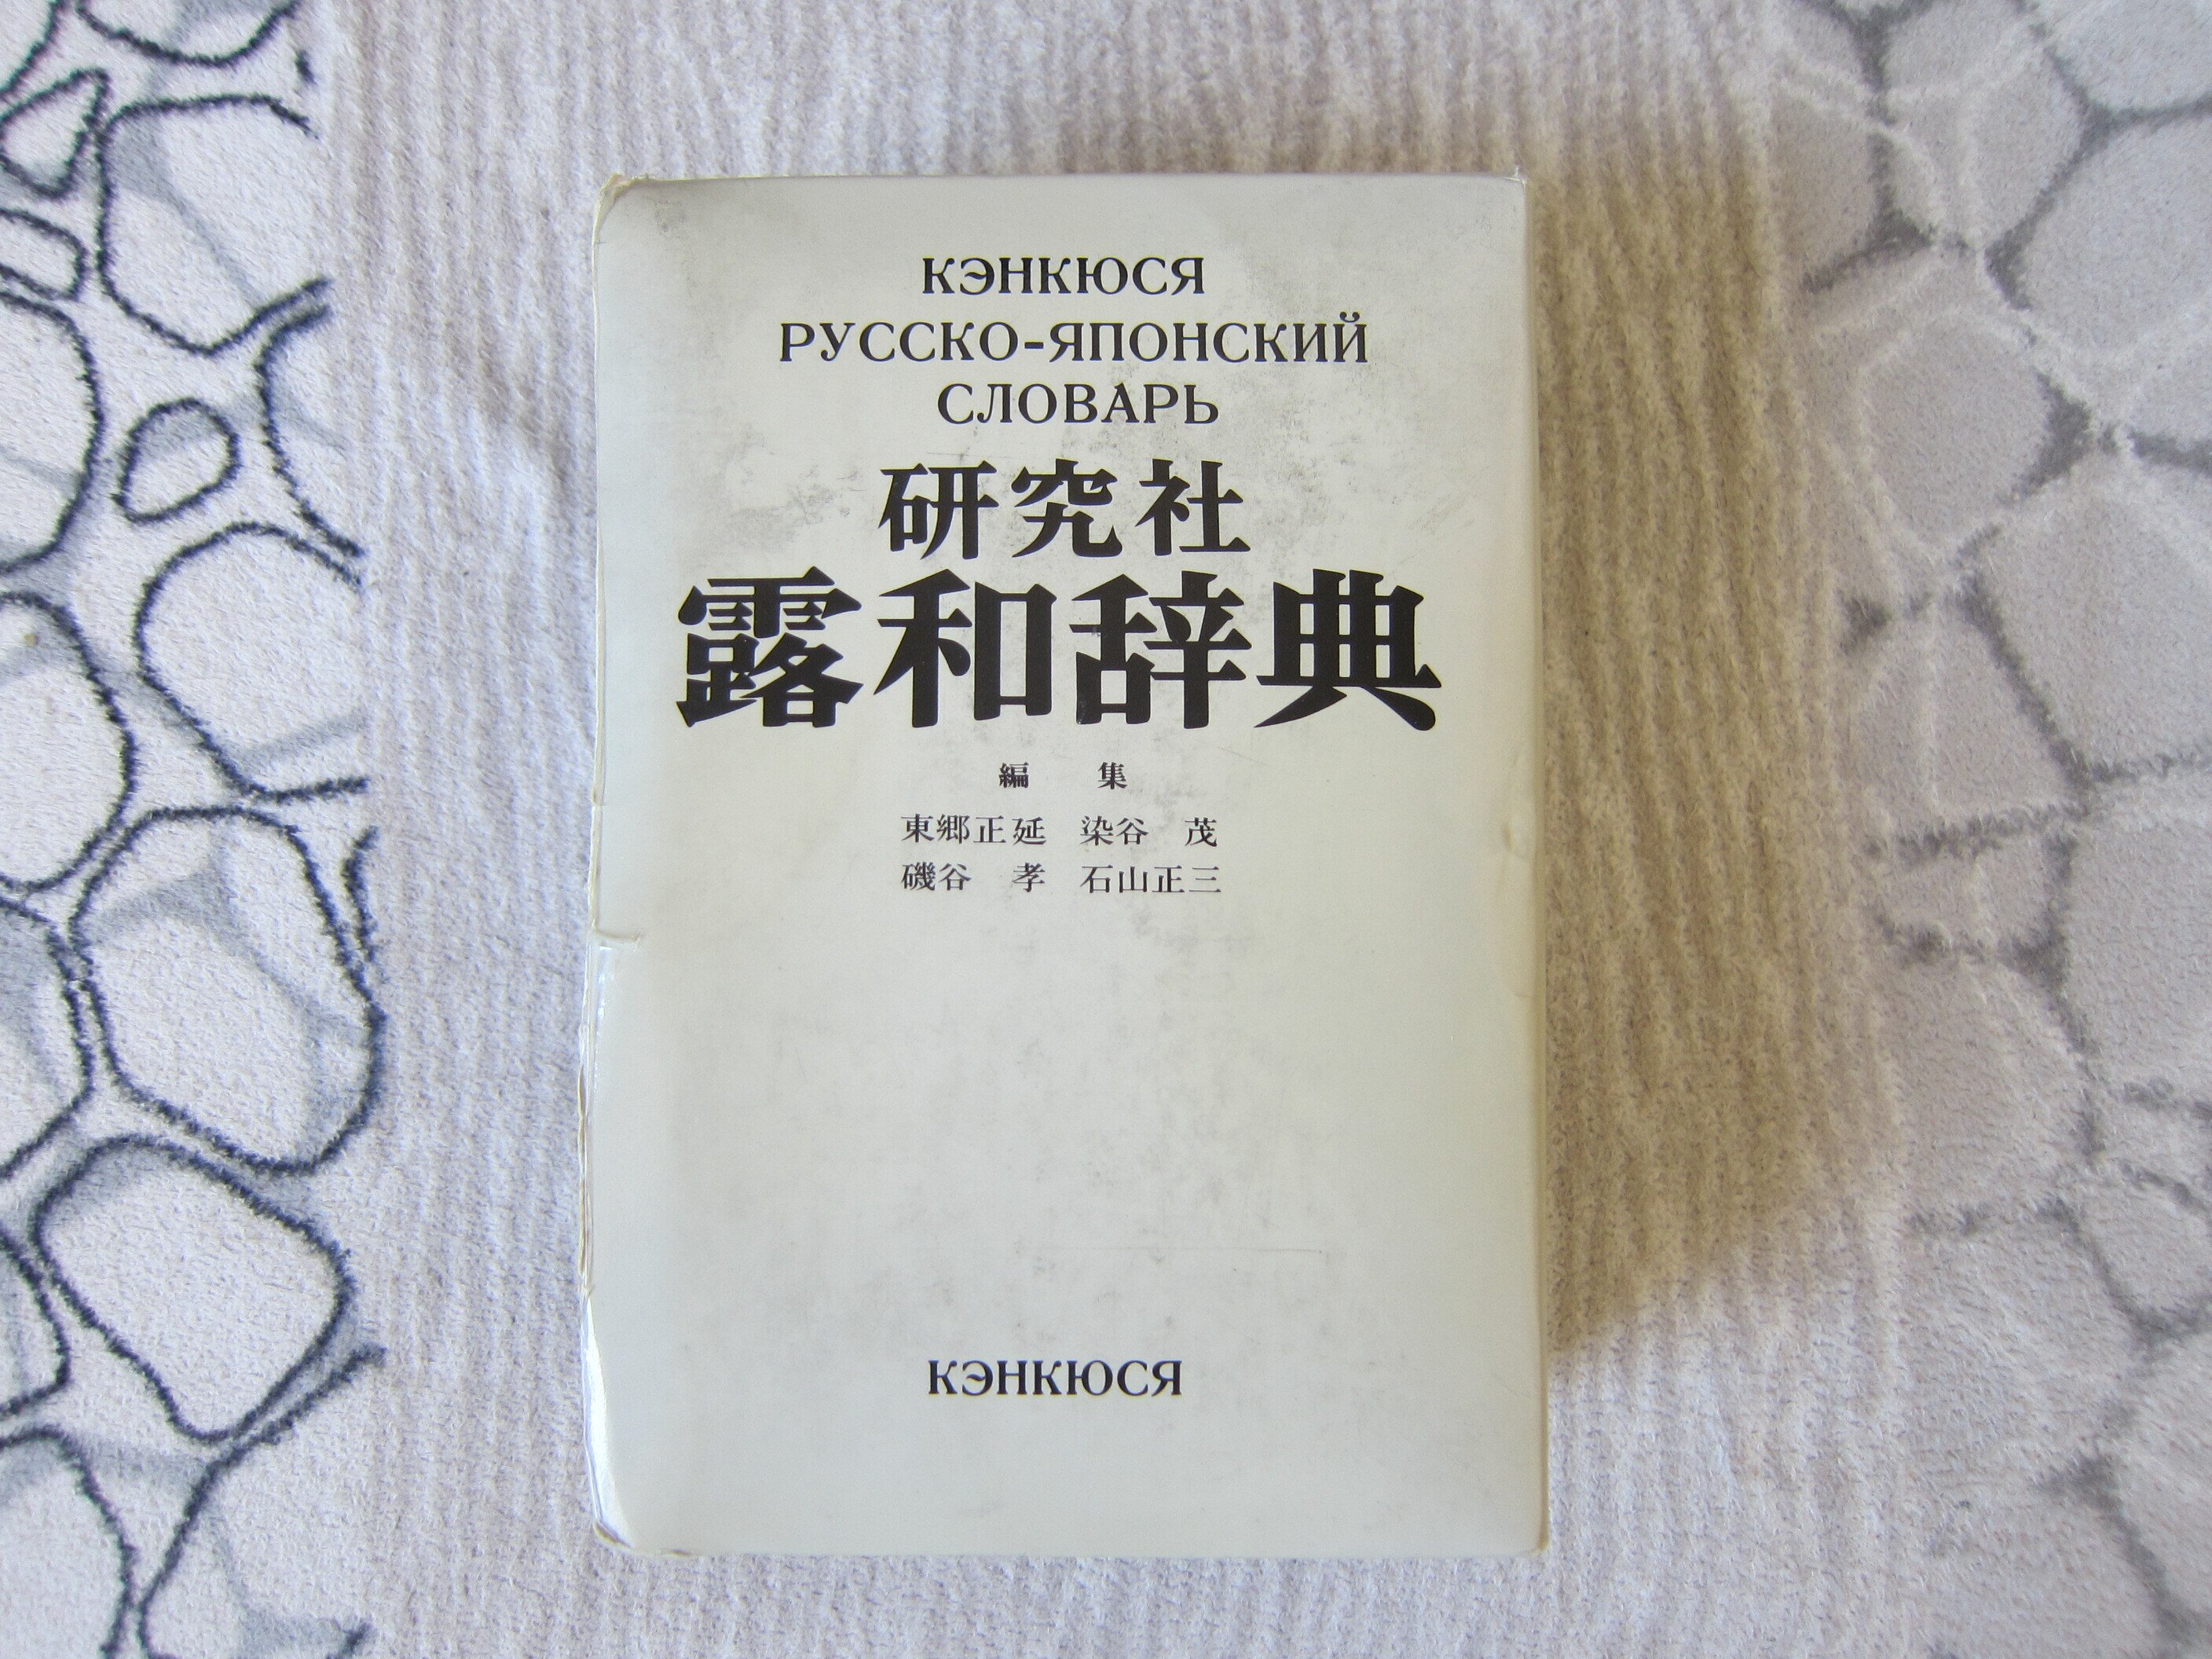 КЭНКЮСЯ
РУССКО-ЯПОНСКИЙ
СЛОВАРЬ
研究社
露和辞典
編　集
東郷正延　染谷　茂
磯谷　孝　石山正三
КЭНКЮСЯ